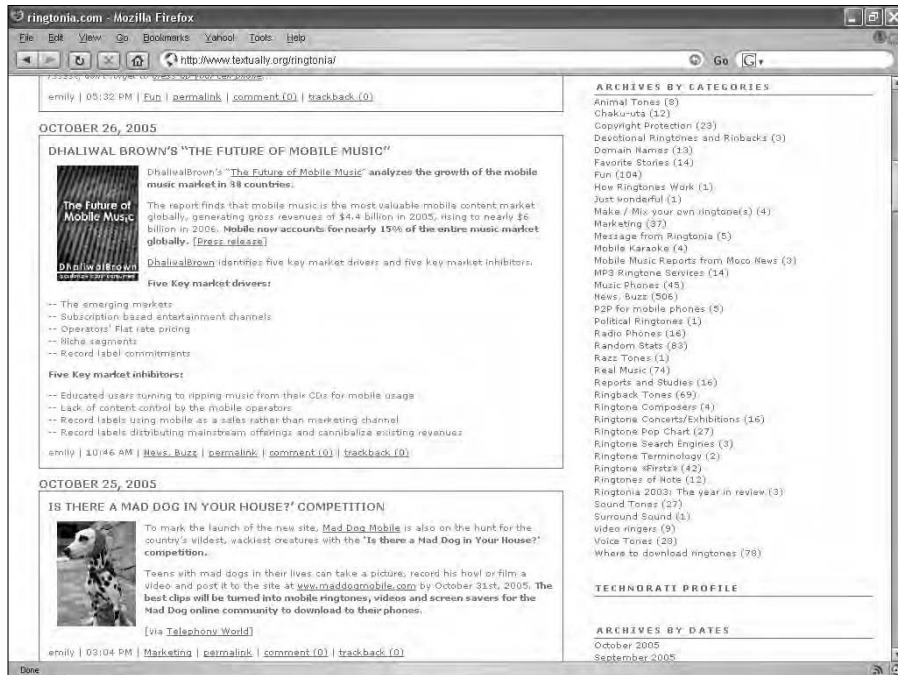 ringtonia.com - Mozilla Firefox
File Edit View Go Bookmarks Yahoo! Tools Help
http://www.textually.org/ringtonia/ Go G
emily | 05:32 PM | Fun | permalink | comment (0) | trackback (0)
OCTOBER 26, 2005
DHALIWAL BROWN'S "THE FUTURE OF MOBILE MUSIC"
The Future of
Mobile Music
DhaliwalBrown
DhaliwalBrown's "The Future of Mobile Music" analyzes the growth of the mobile
music market in 38 countries.
The report finds that mobile music is the most valuable mobile content market
globally, generating gross revenues of $4.4 billion in 2005, rising to nearly $6
billion in 2006. Mobile now accounts for nearly 15% of the entire music market
globally. [Press release]
DhaliwalBrown identifies five key market drivers and five key market inhibitors.
Five Key market drivers:
-- The emerging markets
-- Subscription based entertainment channels
-- Operators' Flat rate pricing
-- Niche segments
-- Record label commitments
Five Key market inhibitors:
-- Educated users turning to ripping music from their CDs for mobile usage
-- Lack of content control by the mobile operators
-- Record labels using mobile as a sales rather than marketing channel
-- Record labels distributing mainstream offerings and cannibalize existing revenues
emily | 10:46 AM | News, Buzz | permalink | comment (0) | trackback (0)
OCTOBER 25, 2005
IS THERE A MAD DOG IN YOUR HOUSE?' COMPETITION
To mark the launch of the new site, Mad Dog Mobile is also on the hunt for the
country's wildest, wackiest creatures with the 'Is there a Mad Dog in Your House?'
competition.
Teens with mad dogs in their lives can take a picture, record his howl or film a
video and post it to the site at www.maddogmobile.com by October 31st, 2005. The
best clips will be turned into mobile ringtones, videos and screen savers for the
Mad Dog online community to download to their phones.
[via Telephony World]
emily | 03:04 PM | Marketing | permalink | comment (0) | trackback (0)
ARCHIVES BY CATEGORIES
Animal Tones (8)
Chaku-uta (12)
Copyright Protection (23)
Devotional Ringtones and Rinbacks (3)
Domain Names (13)
Favorite Stories (14)
Fun (104)
How Ringtones Work (1)
Just wonderful (1)
Make / Mix your own ringtone(s) (4)
Marketing (37)
Message from Ringtonia (5)
Mobile Karaoke (4)
Mobile Music Reports from Moco News (3)
MP3 Ringtone Services (14)
Music Phones (45)
News, Buzz (506)
P2P for mobile phones (5)
Political Ringtones (1)
Radio Phones (16)
Random Stats (83)
Razz Tones (1)
Real Music (74)
Reports and Studies (16)
Ringback Tones (69)
Ringtone Composers (4)
Ringtone Concerts/Exhibitions (16)
Ringtone Pop Chart (27)
Ringtone Search Engines (3)
Ringtone Terminology (2)
Ringtone «Firsts» (42)
Ringtones of Note (12)
Ringtonia 2003: The year in review (3)
Sound Tones (27)
Surround Sound (1)
video ringers (9)
Voice Tones (28)
Where to download ringtones (78)
TECHNORATI PROFILE
ARCHIVES BY DATES
October 2005
September 2005
Done